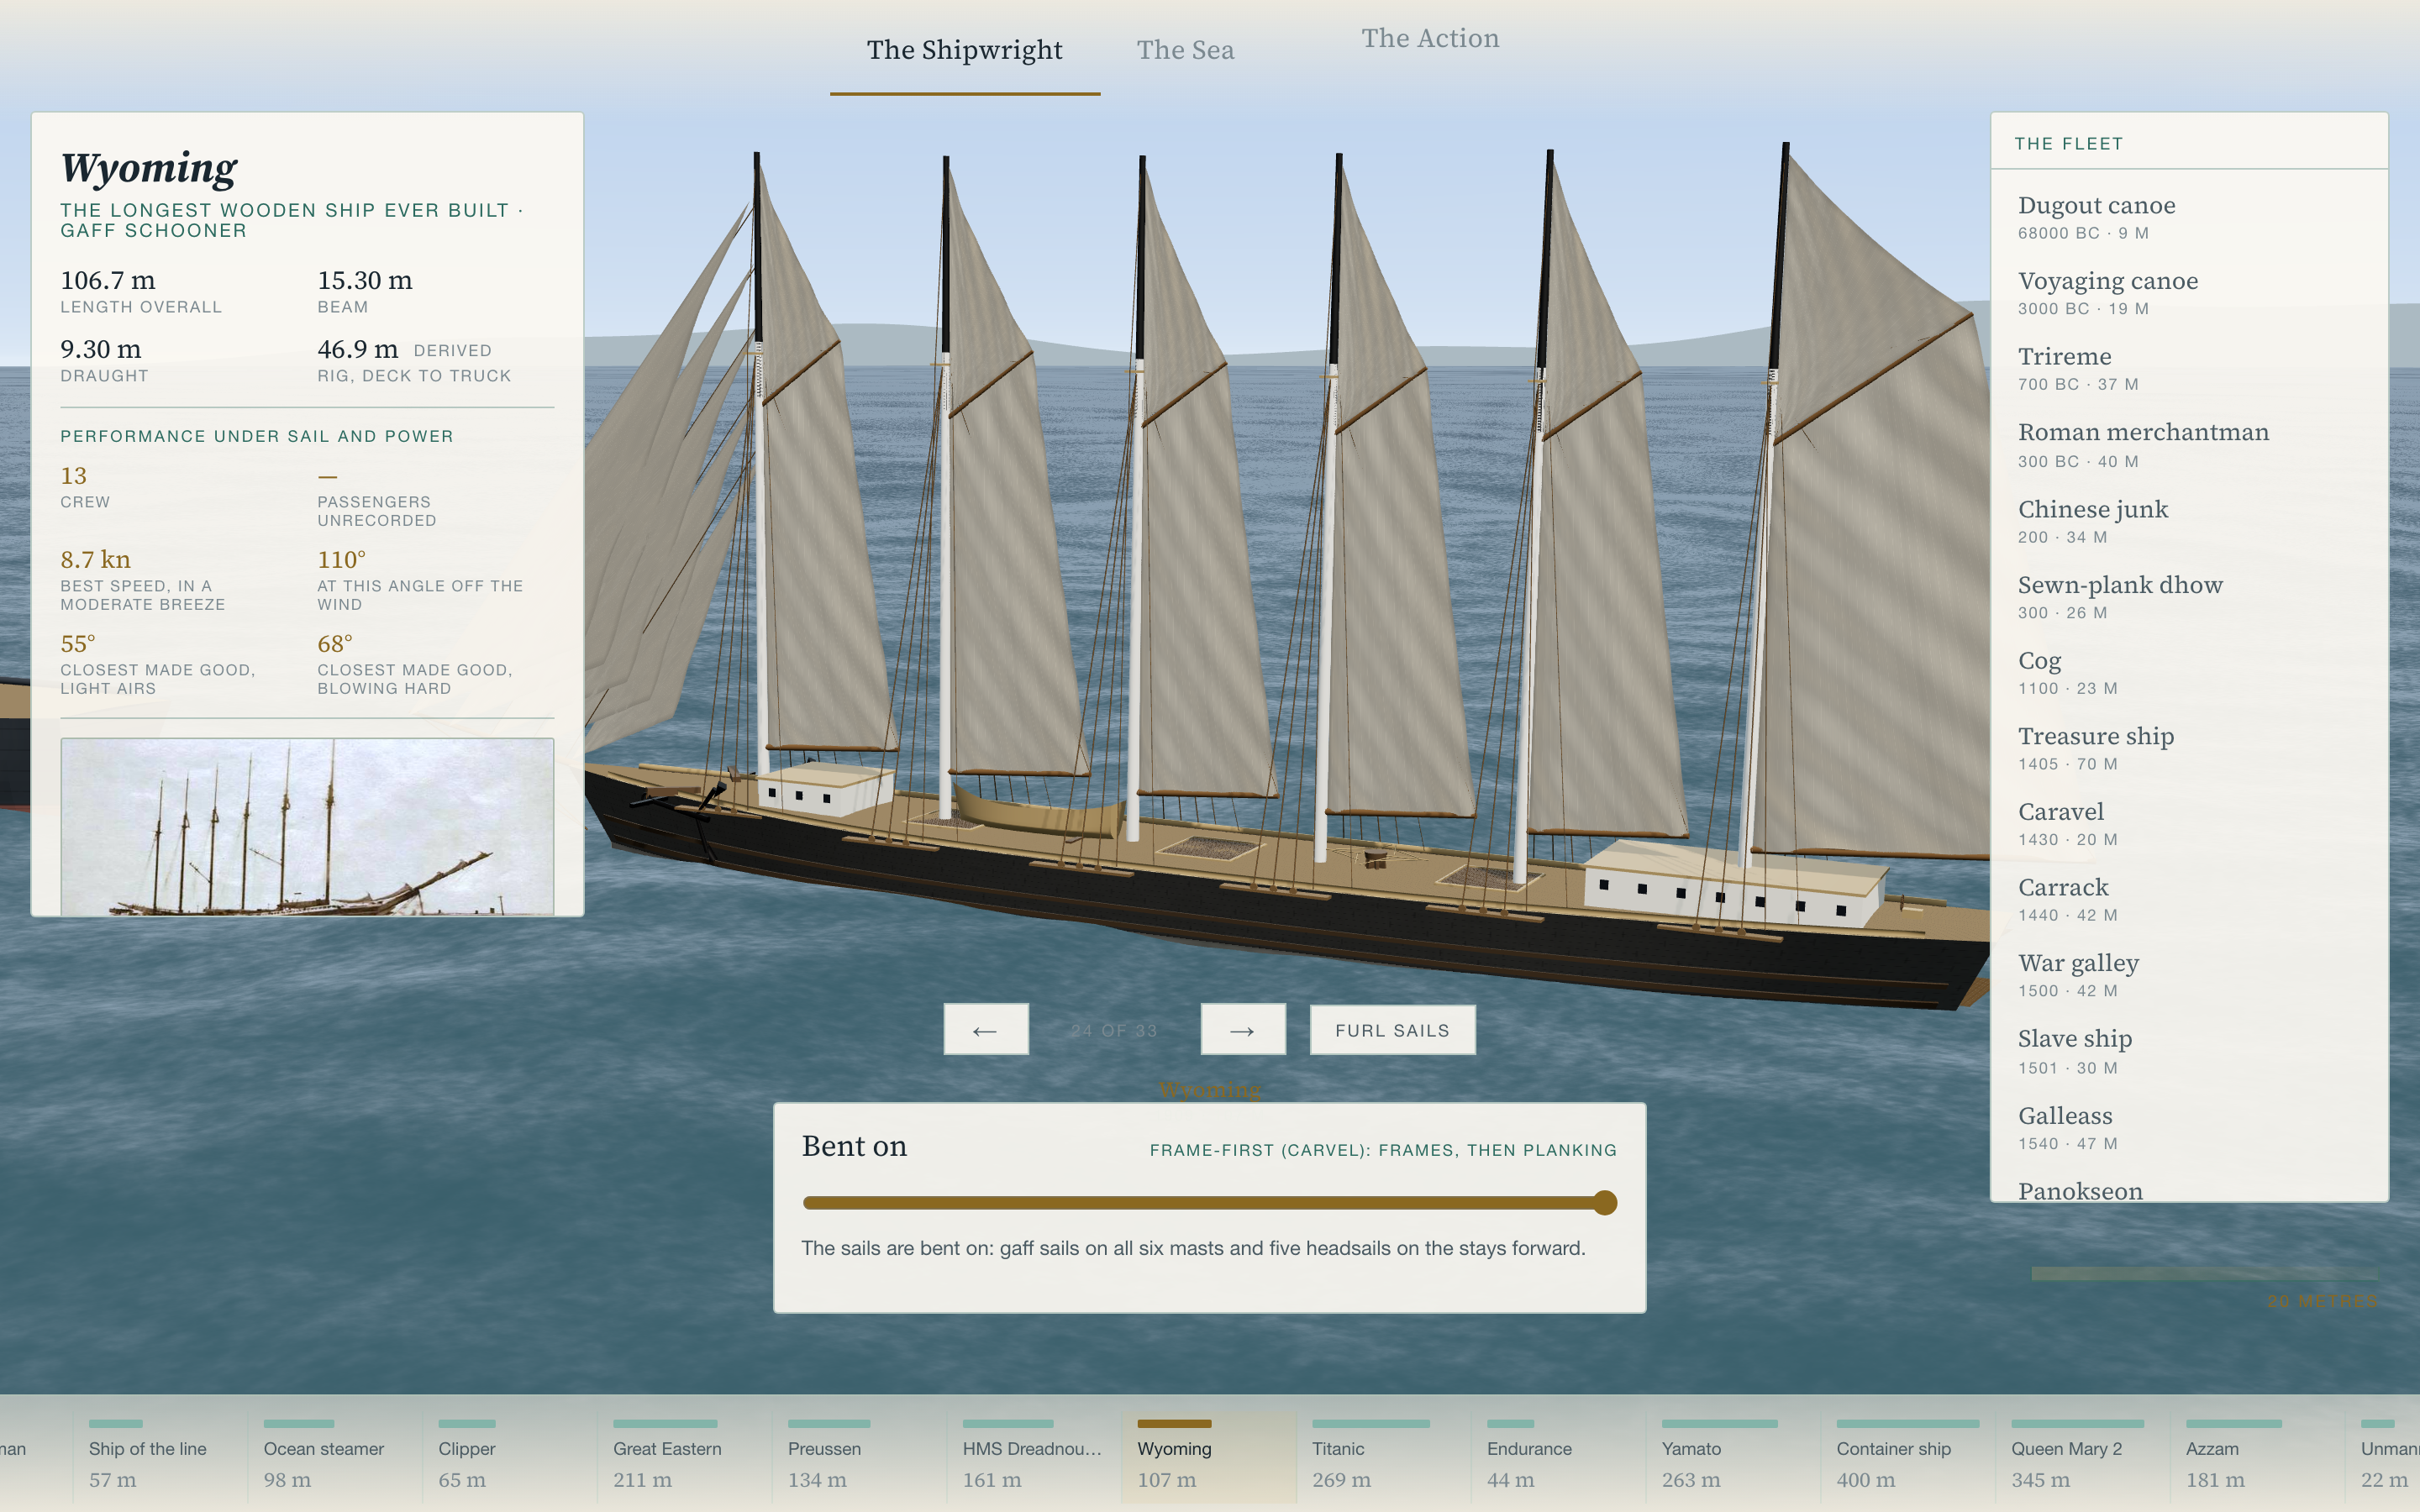 The Shipwright
The Sea
The Action
Wyoming
THE LONGEST WOODEN SHIP EVER BUILT ·
GAFF SCHOONER
106.7 m
LENGTH OVERALL
15.30 m
BEAM
9.30 m
DRAUGHT
46.9 m DERIVED
RIG, DECK TO TRUCK
PERFORMANCE UNDER SAIL AND POWER
13
CREW
—
PASSENGERS
UNRECORDED
8.7 kn
BEST SPEED, IN A
MODERATE BREEZE
110°
AT THIS ANGLE OFF THE
WIND
55°
CLOSEST MADE GOOD,
LIGHT AIRS
68°
CLOSEST MADE GOOD,
BLOWING HARD
THE FLEET
Dugout canoe
68000 BC · 9 M
Voyaging canoe
3000 BC · 19 M
Trireme
700 BC · 37 M
Roman merchantman
300 BC · 40 M
Chinese junk
200 · 34 M
Sewn-plank dhow
300 · 26 M
Cog
1100 · 23 M
Treasure ship
1405 · 70 M
Caravel
1430 · 20 M
Carrack
1440 · 42 M
War galley
1500 · 42 M
Slave ship
1501 · 30 M
Galleass
1540 · 47 M
Panokseon
←
24 OF 33
→
FURL SAILS
Wyoming
Bent on
FRAME-FIRST (CARVEL): FRAMES, THEN PLANKING
The sails are bent on: gaff sails on all six masts and five headsails on the stays forward.
20 METRES
Ship of the line
57 m
Ocean steamer
98 m
Clipper
65 m
Great Eastern
211 m
Preussen
134 m
HMS Dreadnou…
161 m
Wyoming
107 m
Titanic
269 m
Endurance
44 m
Yamato
263 m
Container ship
400 m
Queen Mary 2
345 m
Azzam
181 m
22 m